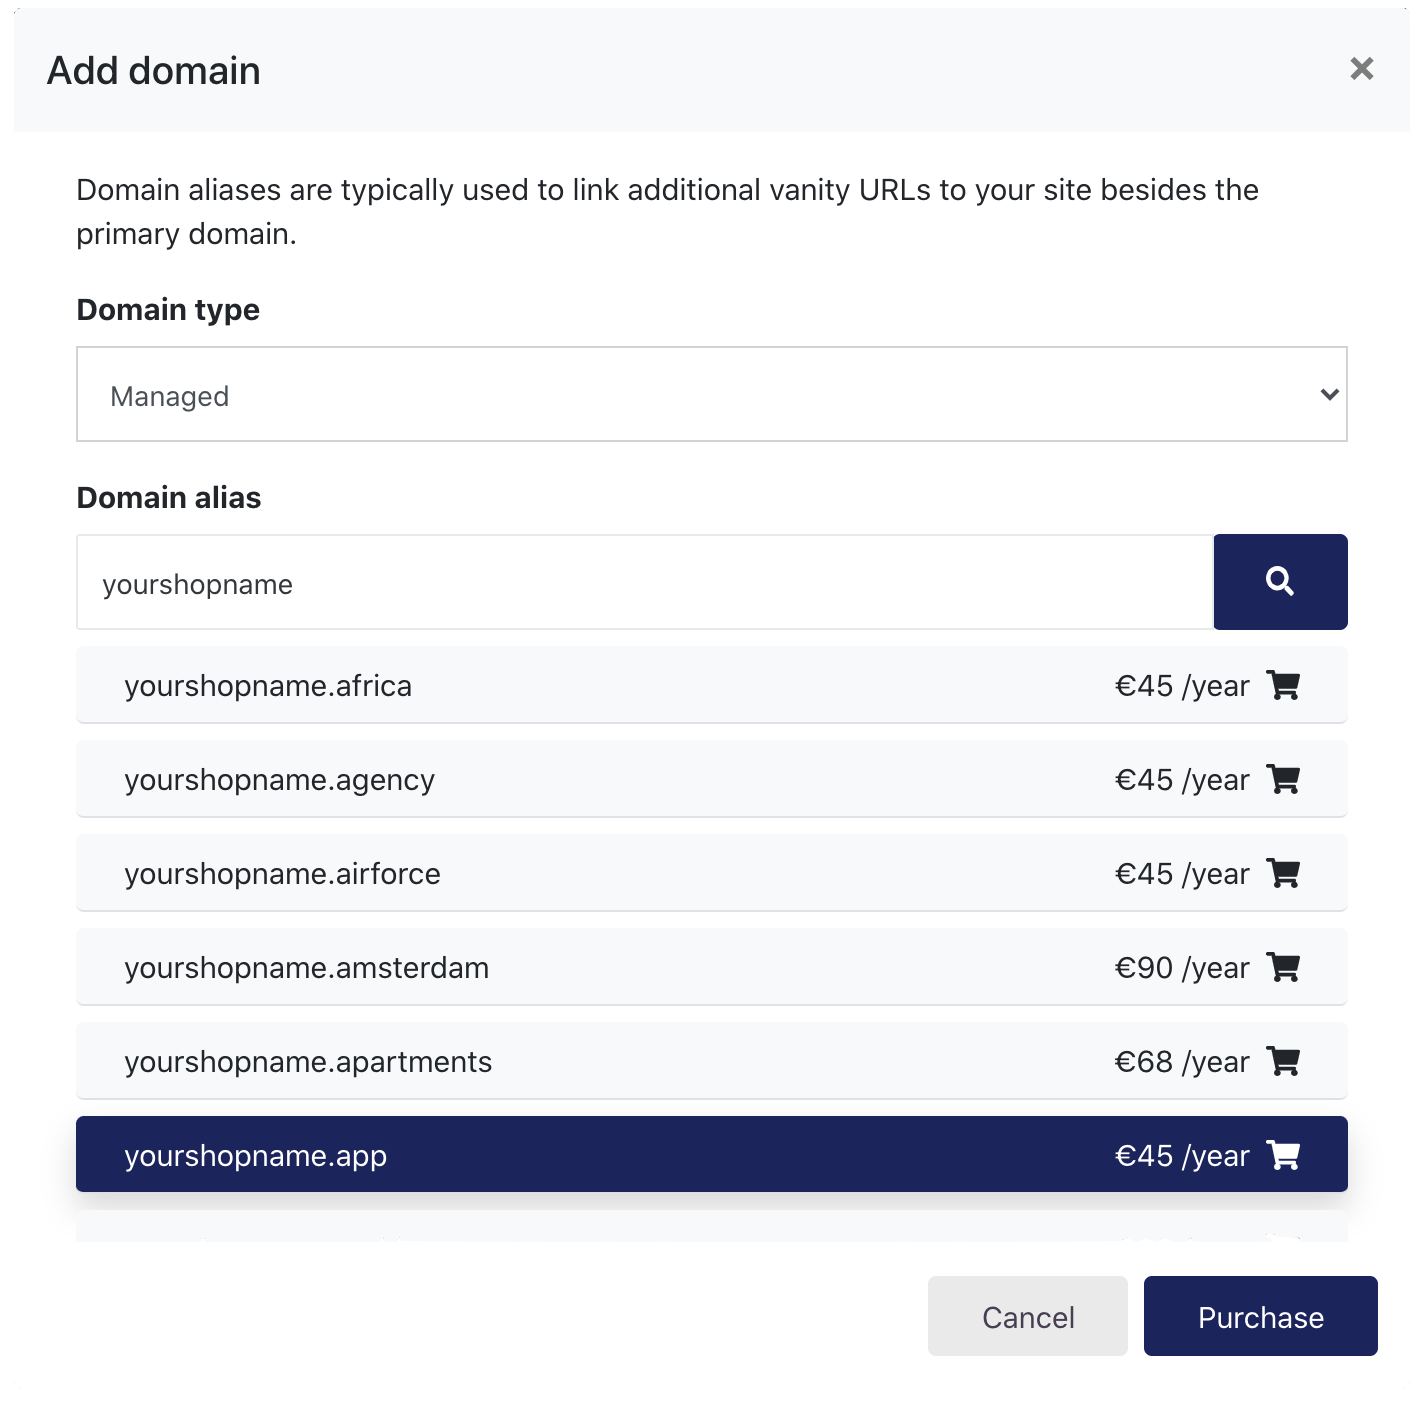 Add domain
Domain aliases are typically used to link additional vanity URLs to your site besides the
primary domain.
Domain type
Managed
Domain alias
yourshopname
yourshopname.africa €45 /year
yourshopname.agency €45 /year
yourshopname.airforce €45 /year
yourshopname.amsterdam €90 /year
yourshopname.apartments €68 /year
yourshopname.app €45 /year
Cancel Purchase